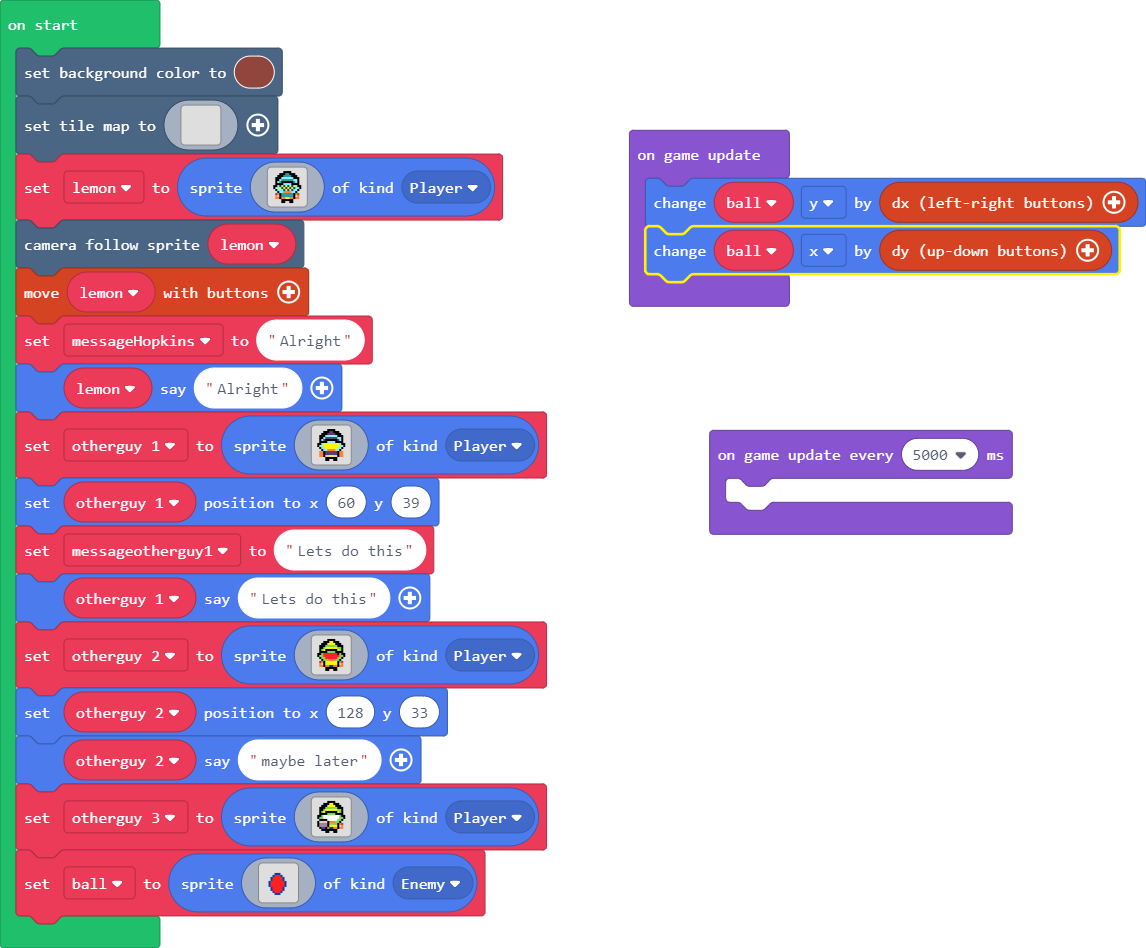 on start
set background color to
set tile map to
set lemon to sprite of kind Player
camera follow sprite lemon
move lemon with buttons
set messageHopkins to "Alright"
lemon say "Alright"
set otherguy 1 to sprite of kind Player
set otherguy 1 position to x 60 y 39
set messageotherguy1 to "Lets do this"
otherguy 1 say "Lets do this"
set otherguy 2 to sprite of kind Player
set otherguy 2 position to x 128 y 33
otherguy 2 say "maybe later"
set otherguy 3 to sprite of kind Player
set ball to sprite of kind Enemy
on game update
change ball y by dx (left-right buttons)
change ball x by dy (up-down buttons)
on game update every 5000 ms